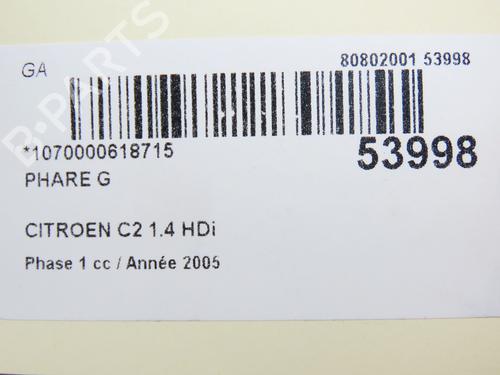 GA
80802001 53998
*1070000618715
53998
PHARE G
CITROEN C2 1.4 HDi
Phase 1 cc / Année 2005
B-PARTS